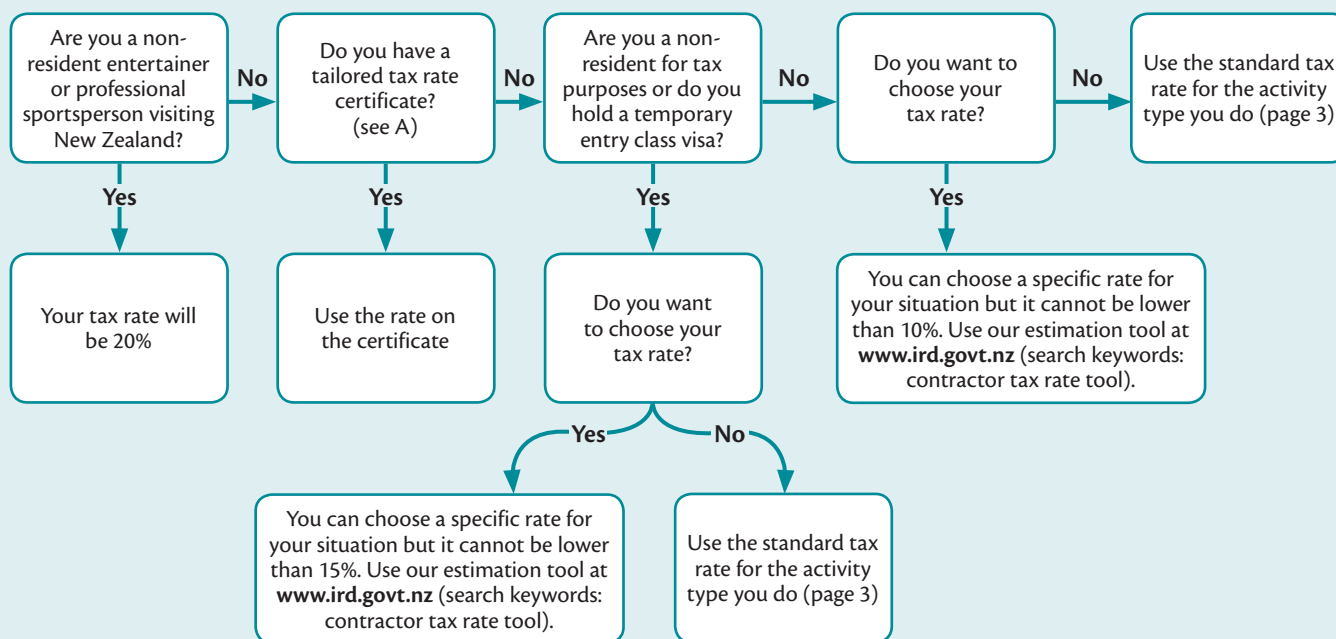 Are you a non-
resident entertainer
or professional
sportsperson visiting
New Zealand?
No
Do you have a
tailored tax rate
certificate?
(see A)
No
Are you a non-
resident for tax
purposes or do you
hold a temporary
entry class visa?
No
Do you want to
choose your
tax rate?
No
Use the standard tax
rate for the activity
type you do (page 3)
Yes
Yes
Yes
Yes
Your tax rate will
be 20%
Use the rate on
the certificate
Do you want
to choose your
tax rate?
You can choose a specific rate for
your situation but it cannot be lower
than 10%. Use our estimation tool at
www.ird.govt.nz (search keywords:
contractor tax rate tool).
Yes
No
You can choose a specific rate for
your situation but it cannot be lower
than 15%. Use our estimation tool at
www.ird.govt.nz (search keywords:
contractor tax rate tool).
Use the standard tax
rate for the activity
type you do (page 3)